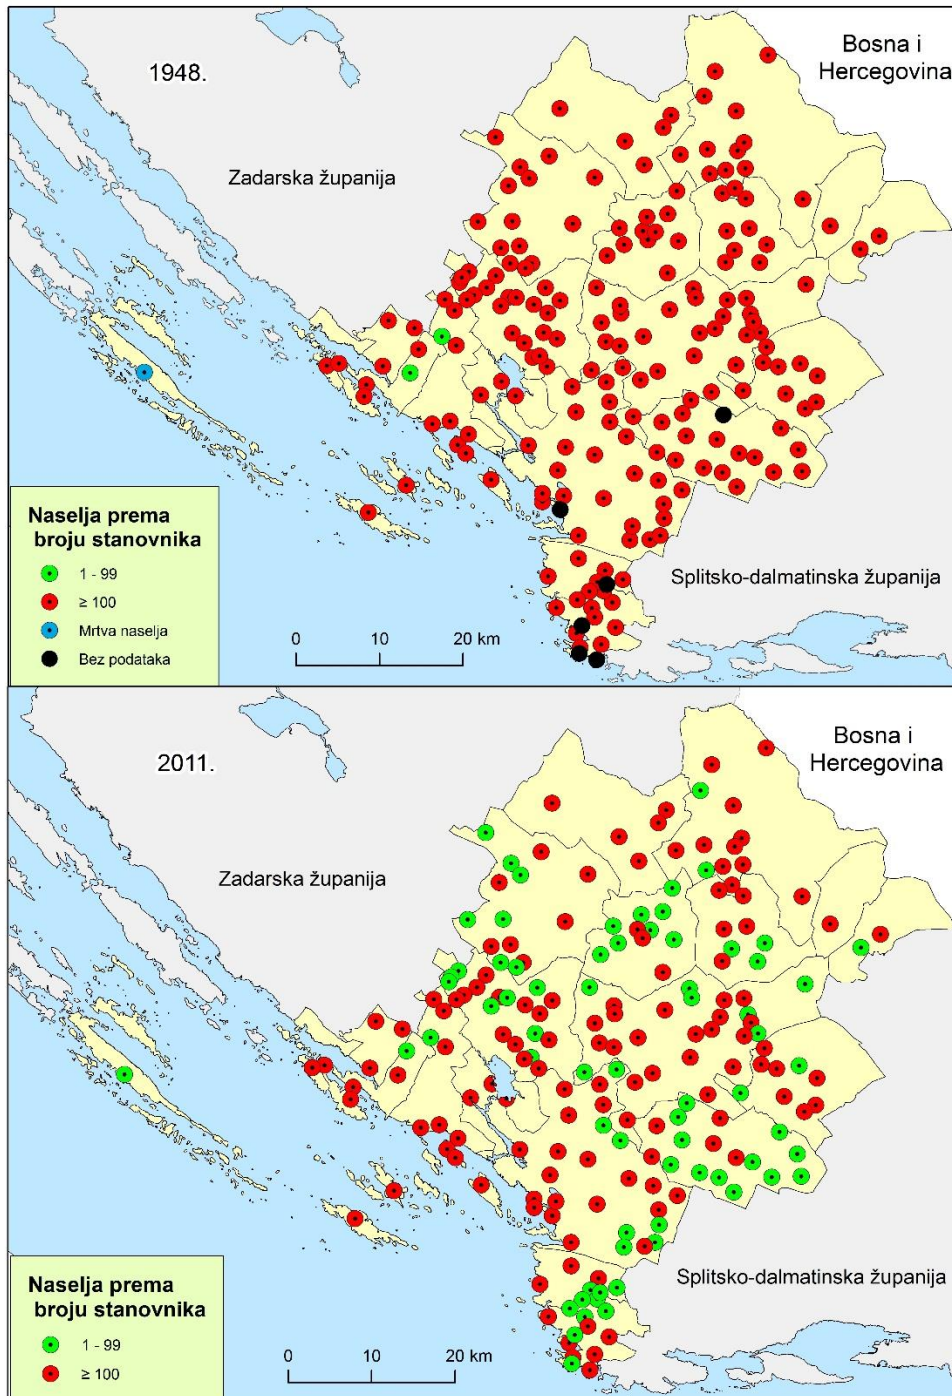 1948.
Bosna i
Hercegovina
Zadarska županija
Naselja prema
broju stanovnika
1 - 99
≥ 100
Mrtva naselja
Bez podataka
0 10 20 km
Splitsko-dalmatinska županija
2011.
Bosna i
Hercegovina
Zadarska županija
Splitsko-dalmatinska županija
Naselja prema
broju stanovnika
1 - 99
≥ 100
0 10 20 km